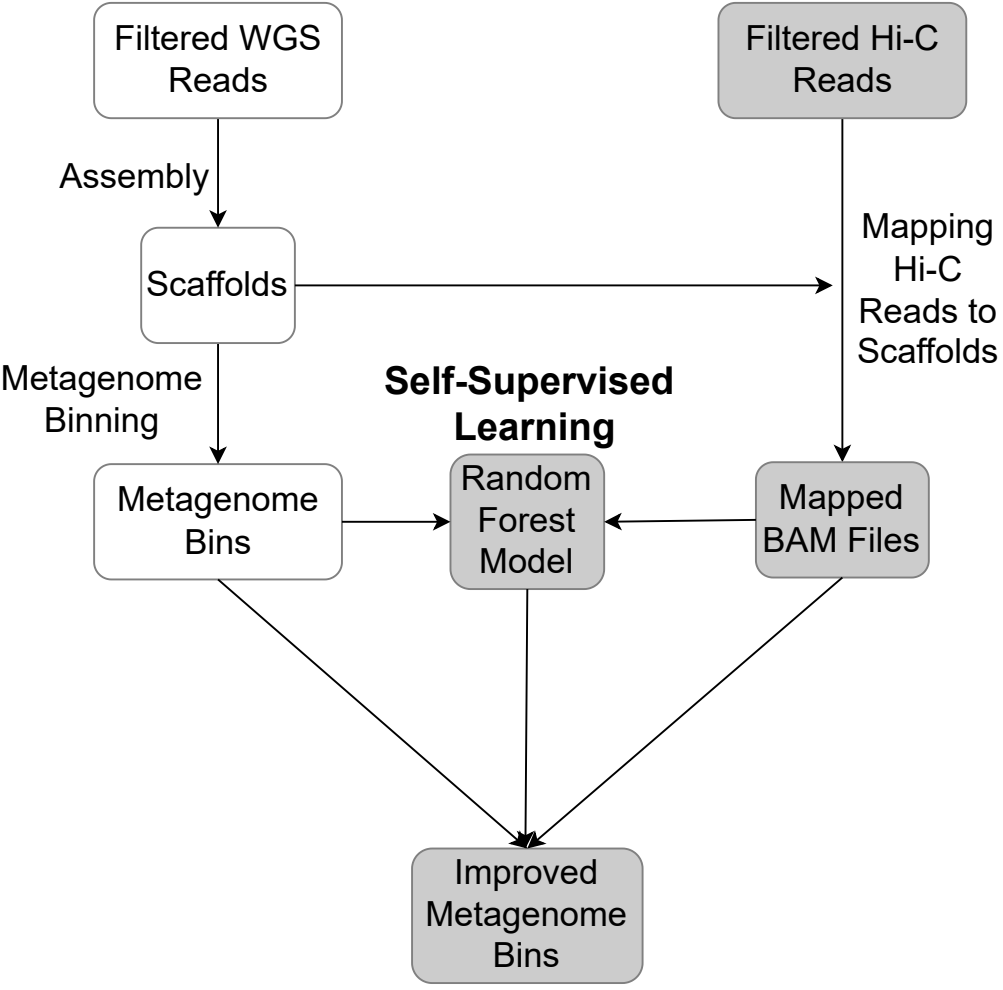 Filtered WGS
Reads
Filtered Hi-C
Reads
Assembly
Mapping
Hi-C
Reads to
Scaffolds
Scaffolds
Metagenome
Binning
Self-Supervised
Learning
Metagenome
Bins
Random
Forest
Model
Mapped
BAM Files
Improved
Metagenome
Bins